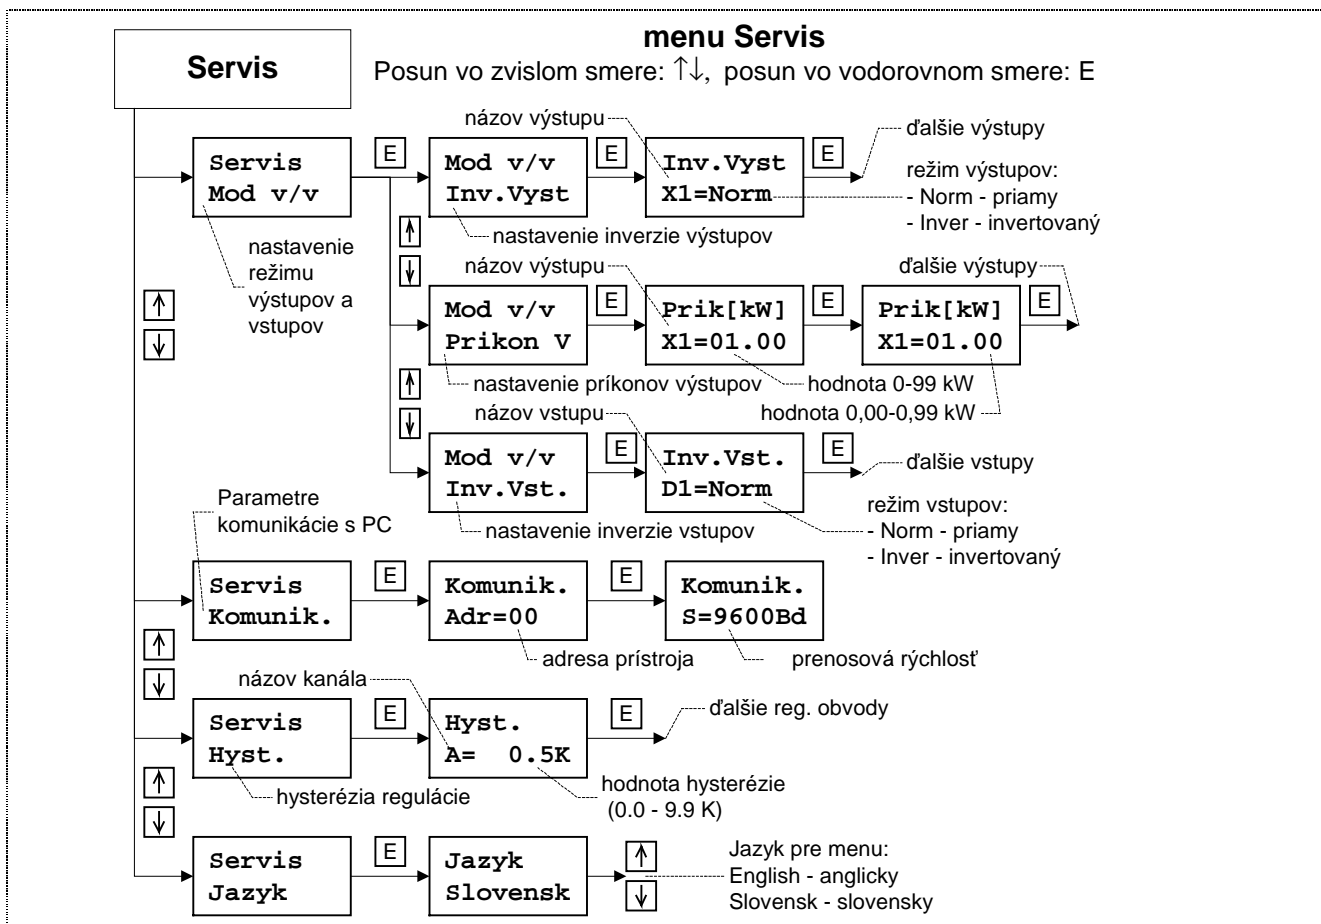 menu Servis
Servis
Posun vo zvislom smere: ↑↓, posun vo vodorovnom smere: E
názov výstupu
ďalšie výstupy
Servis
Mod v/v
E
Mod v/v
Inv.Vyst
E
Inv.Vyst
X1=Norm
E
režim výstupov:
- Norm - priamy
- Inver - invertovaný
nastavenie
režimu
výstupov a
vstupov
↑
↓
nastavenie inverzie výstupov
↑
↓
názov výstupu
ďalšie výstupy
Mod v/v
Prikon V
E
Prik[kW]
X1=01.00
E
Prik[kW]
X1=01.00
E
nastavenie príkonov výstupov
hodnota 0-99 kW
hodnota 0,00-0,99 kW
↑
↓
názov vstupu
Mod v/v
Inv.Vst.
E
Inv.Vst.
D1=Norm
E
ďalšie vstupy
režim vstupov:
- Norm - priamy
- Inver - invertovaný
nastavenie inverzie vstupov
Parametre
komunikácie s PC
Servis
Komunik.
E
Komunik.
Adr=00
E
Komunik.
S=9600Bd
adresa prístroja
prenosová rýchlosť
↑
↓
názov kanála
Servis
Hyst.
E
Hyst.
A= 0.5K
E
ďalšie reg. obvody
hysterézia regulácie
hodnota hysterézie
(0.0 - 9.9 K)
↑
↓
Servis
Jazyk
E
Jazyk
Slovensk
↑
↓
Jazyk pre menu:
English - anglicky
Slovensk - slovensky